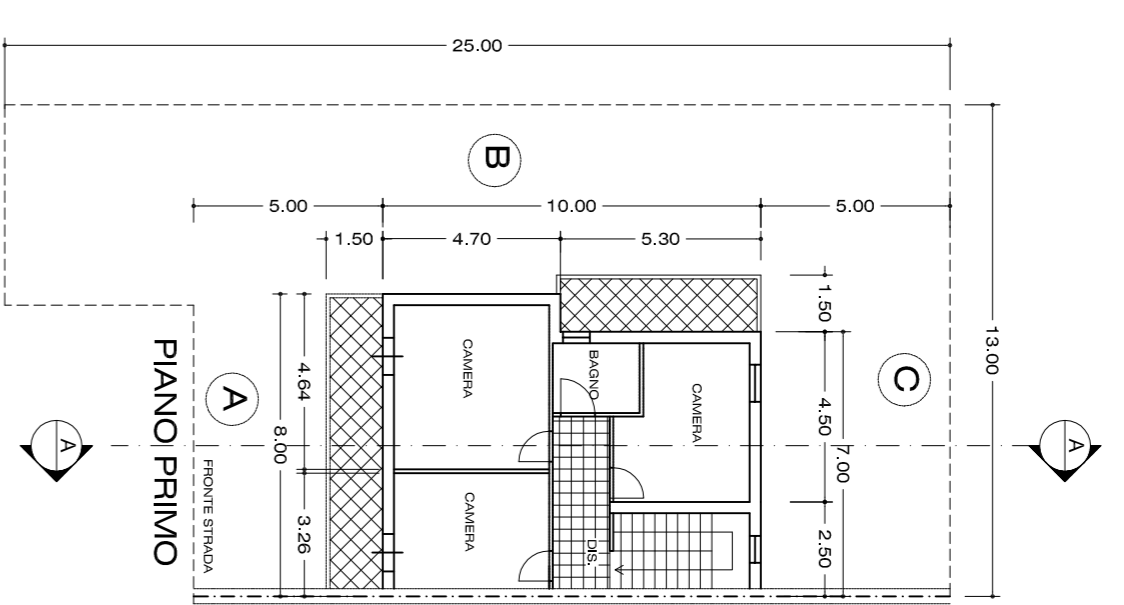 25.00
B
5.00
10.00
5.00
1.50
4.70
5.30
1.50
13.00
CAMERA
BAGNO
CAMERA
C
PIANO PRIMO
A
4.64
4.50
A
8.00
7.00
A
FRONTE STRADA
3.26
CAMERA
DIS.
2.50